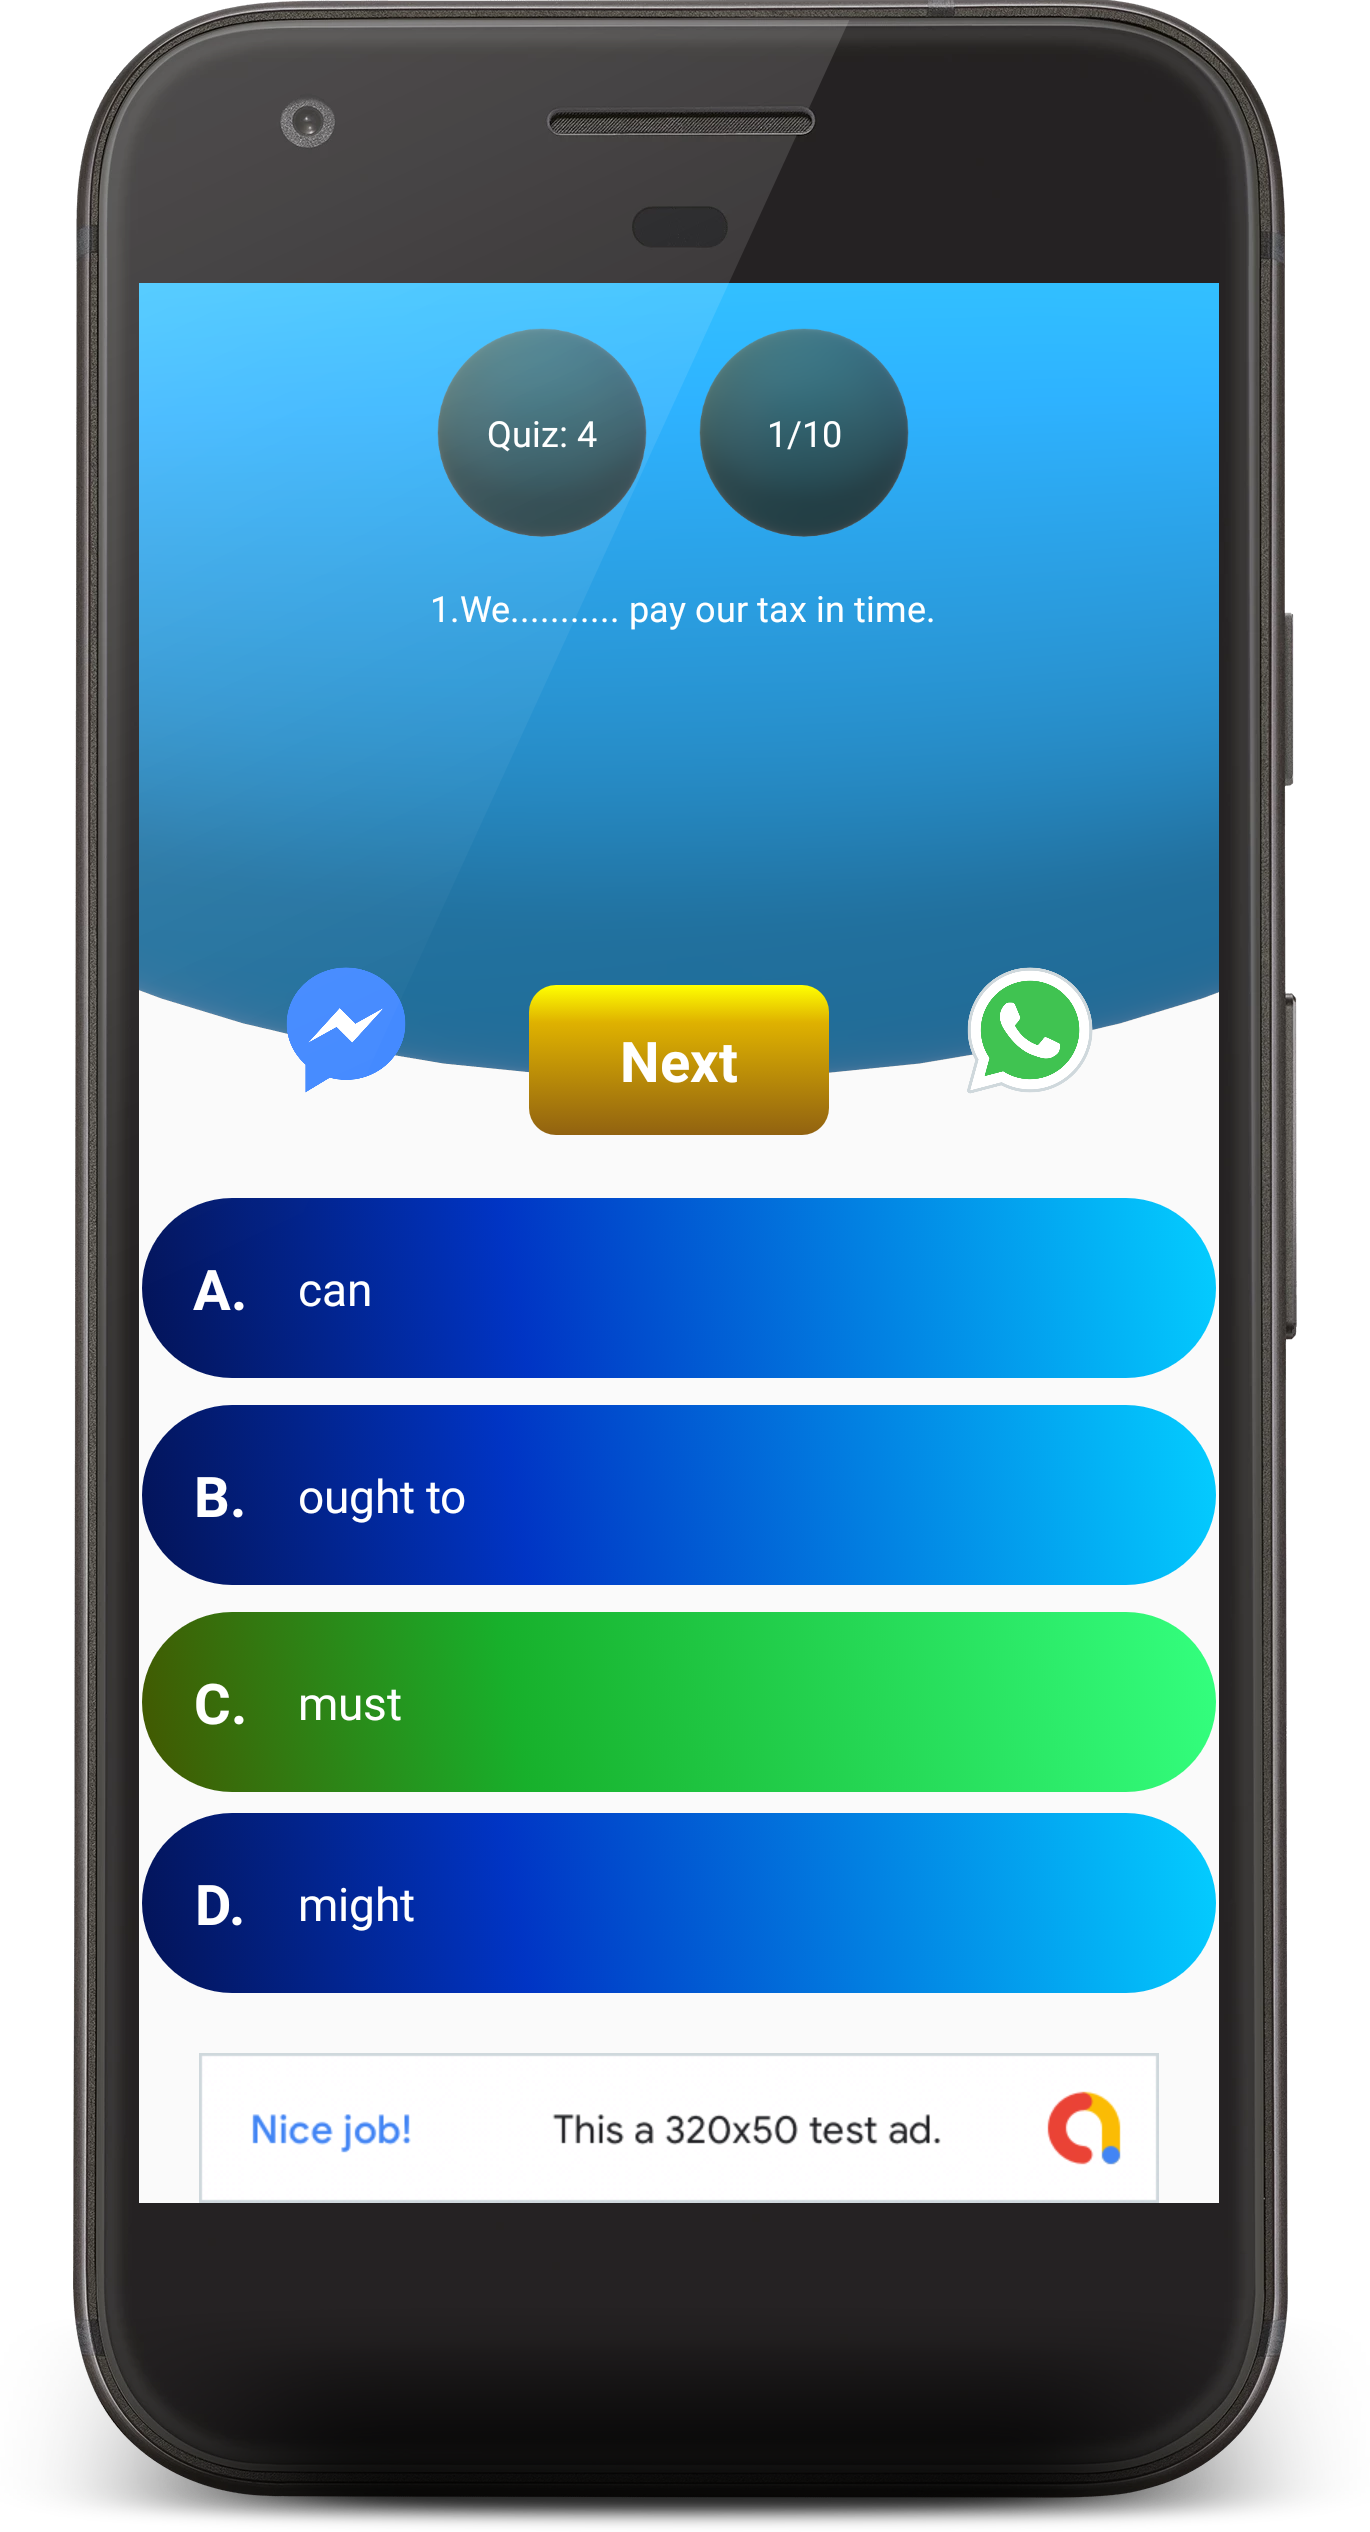 Quiz: 4
1/10
1.We........... pay our tax in time.
Next
A. can
B. ought to
C. must
D. might
Nice job! This a 320x50 test ad.